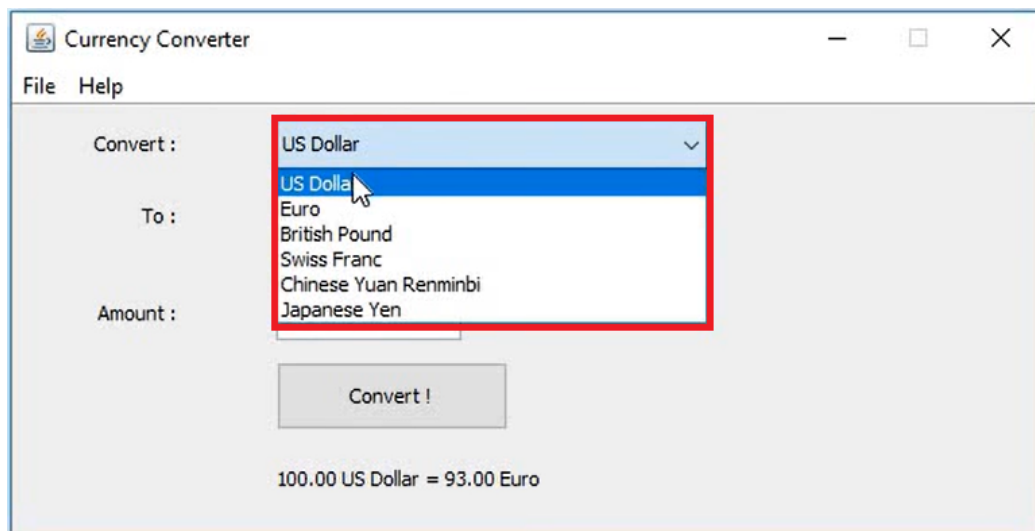 Currency Converter
File Help
Convert : US Dollar
US Dolla
To :
Euro
British Pound
Swiss Franc
Chinese Yuan Renminbi
Amount :
Japanese Yen
Convert !
100.00 US Dollar = 93.00 Euro